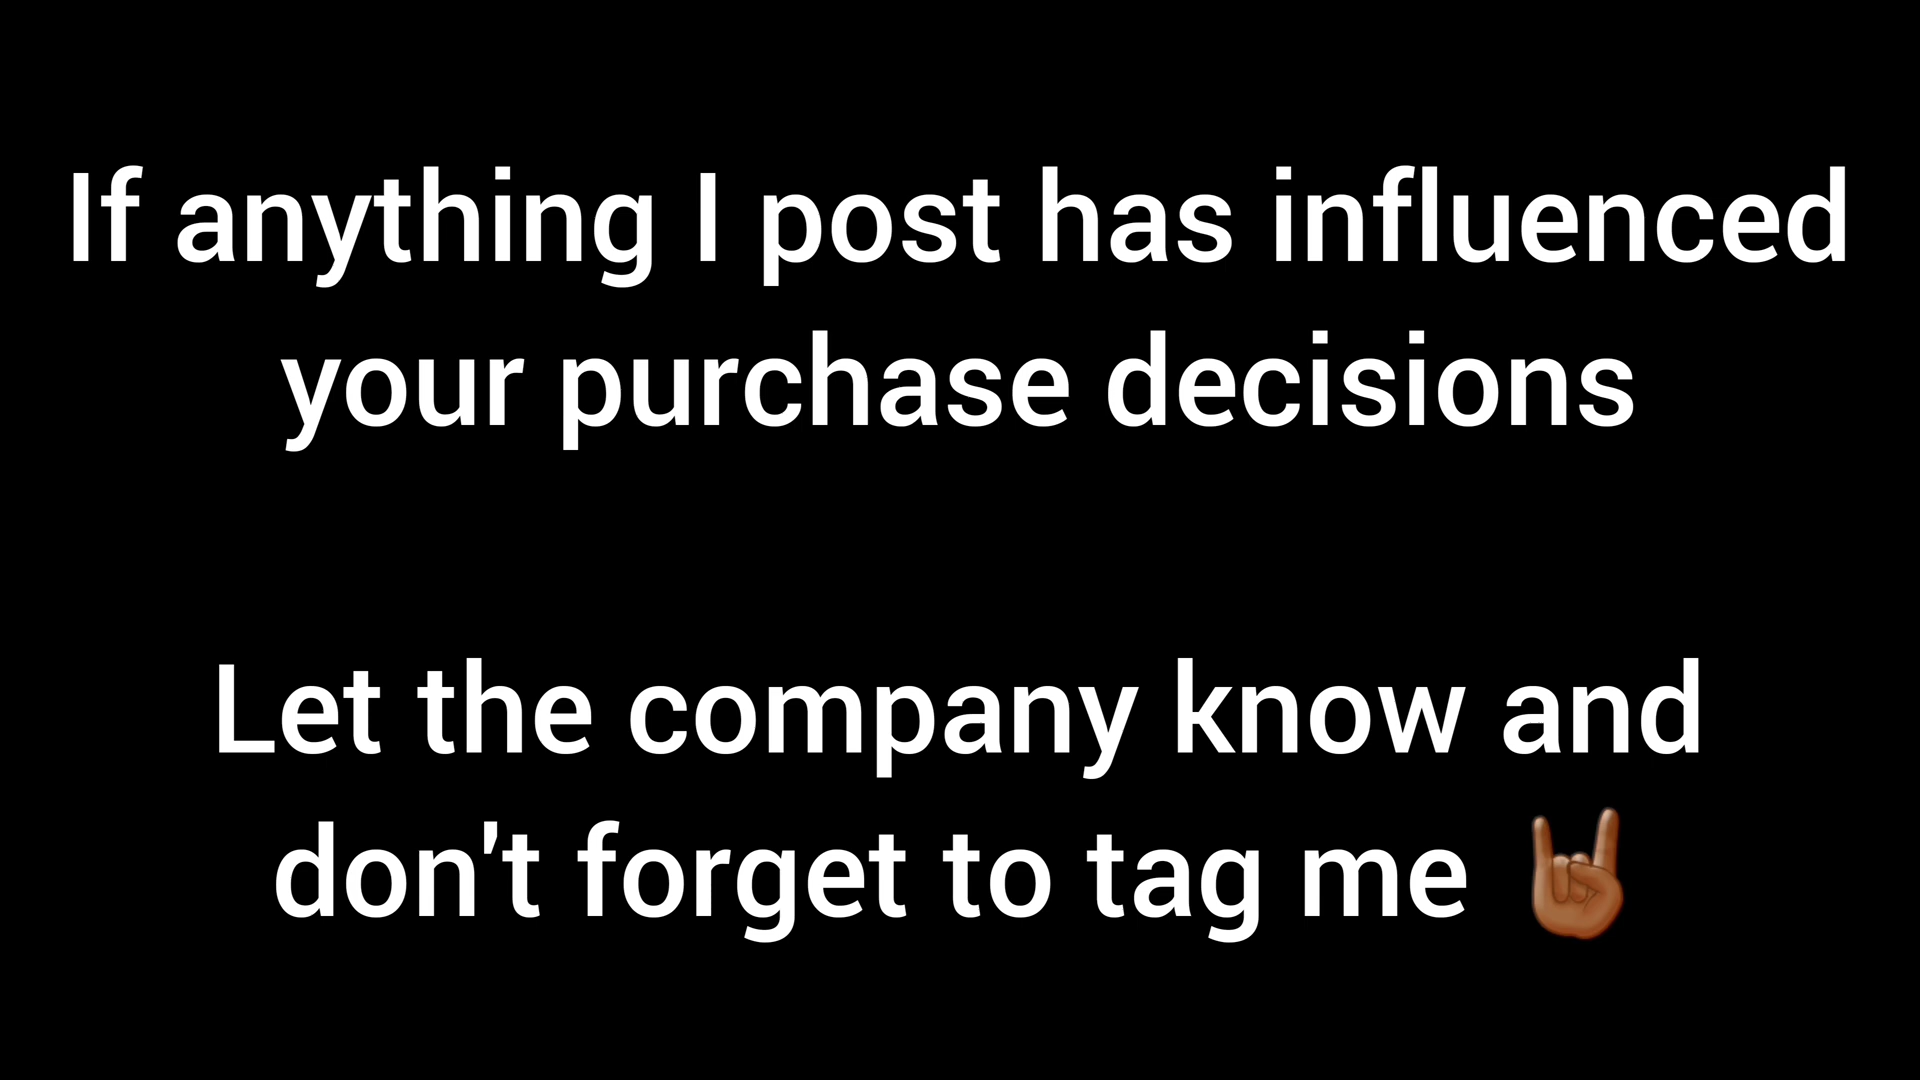 If anything I post has influenced
your purchase decisions
Let the company know and
don't forget to tag me 🤘🏾